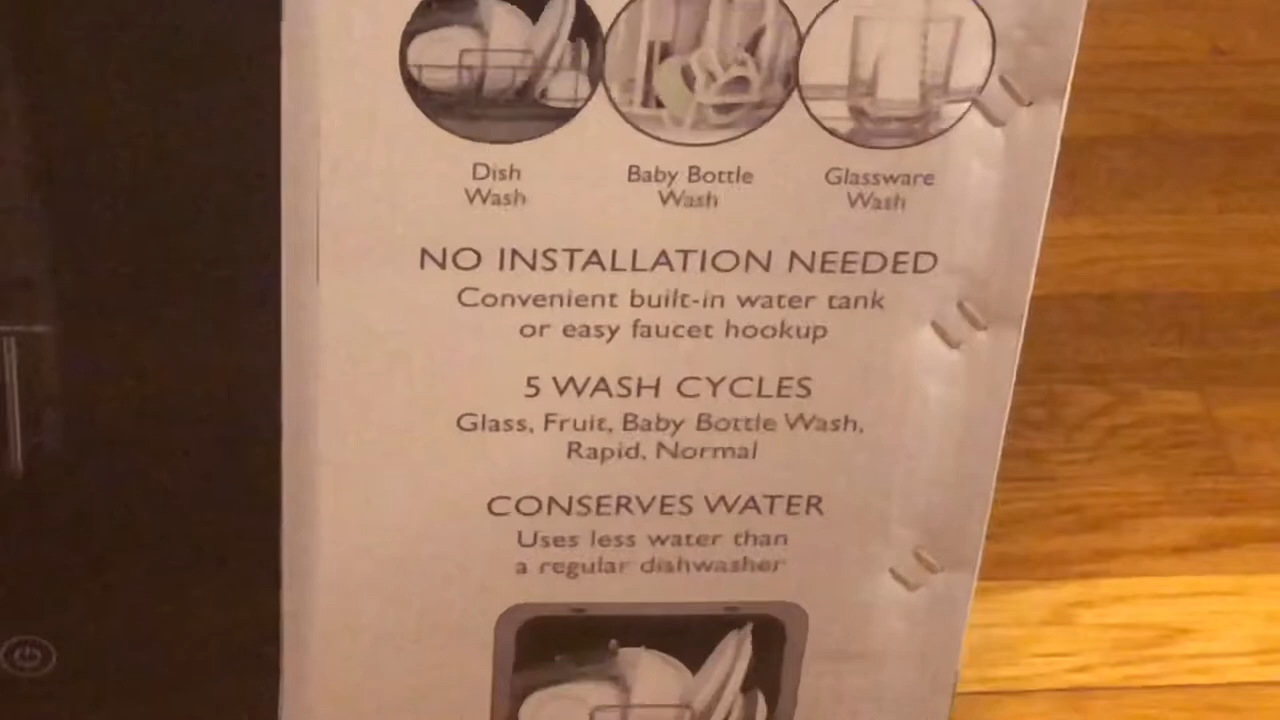 Dish
Wash
Baby Bottle
Wash
Glassware
Wash
NO INSTALLATION NEEDED
Convenient built-in water tank
or easy faucet hookup
5 WASH CYCLES
Glass, Fruit, Baby Bottle Wash,
Rapid, Normal
CONSERVES WATER
Uses less water than
a regular dishwasher